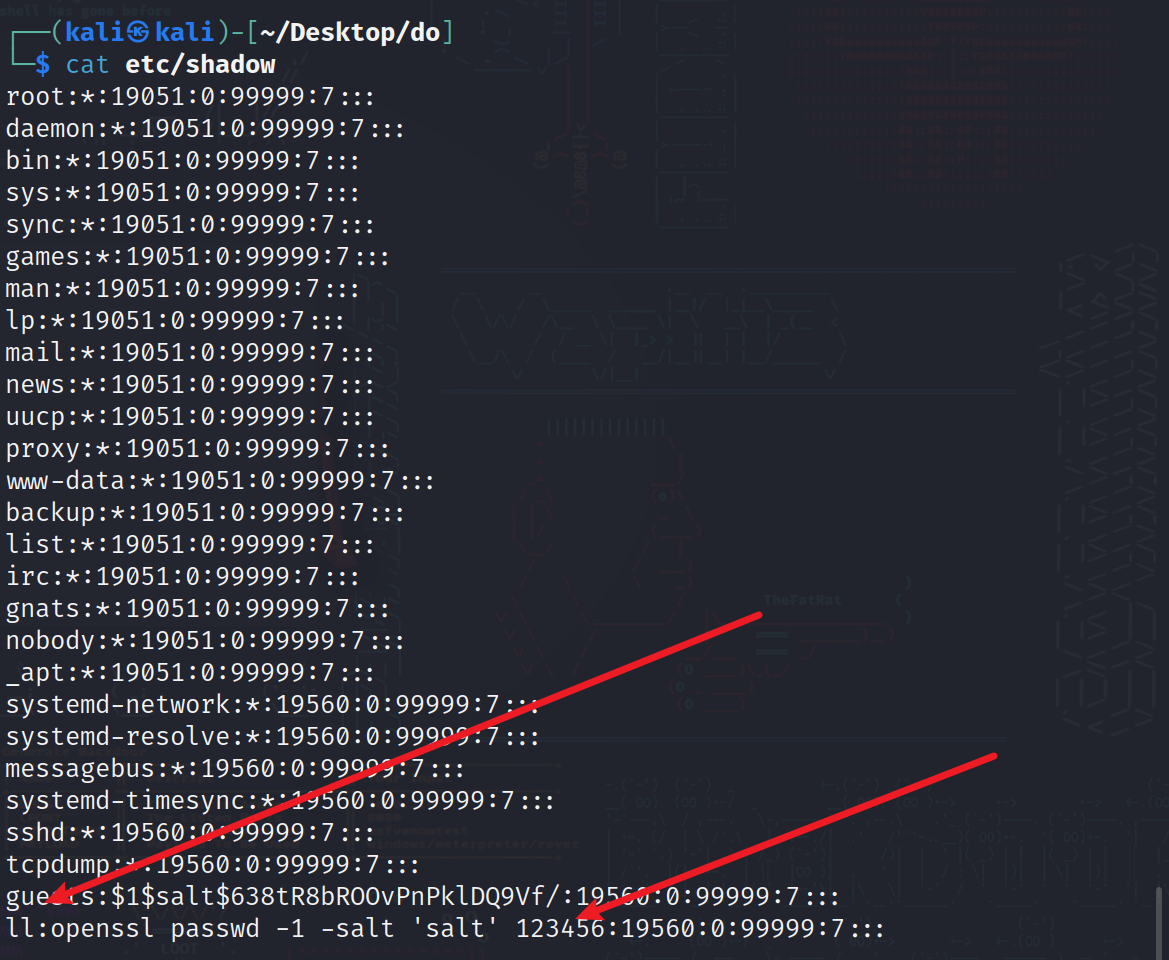 shell has gone before
┌──(kali㉿kali)-[~/Desktop/do]
└─$ cat etc/shadow
root:*:19051:0:99999:7:::
daemon:*:19051:0:99999:7:::
bin:*:19051:0:99999:7:::
sys:*:19051:0:99999:7:::
sync:*:19051:0:99999:7:::
games:*:19051:0:99999:7:::
man:*:19051:0:99999:7:::
lp:*:19051:0:99999:7:::
mail:*:19051:0:99999:7:::
news:*:19051:0:99999:7:::
uucp:*:19051:0:99999:7:::
proxy:*:19051:0:99999:7:::
www-data:*:19051:0:99999:7:::
backup:*:19051:0:99999:7:::
list:*:19051:0:99999:7:::
irc:*:19051:0:99999:7:::
gnats:*:19051:0:99999:7:::
TheFatRat
nobody:*:19051:0:99999:7:::
_apt:*:19051:0:99999:7:::
systemd-network:*:19560:0:99999:7:::
systemd-resolve:*:19560:0:99999:7:::
messagebus:*:19560:0:99999:7:::
systemd-timesync:*:19560:0:99999:7:::
sshd:*:19560:0:99999:7:::
tcpdump:*:19560:0:99999:7:::
guests:$1$salt$638tR8bROOvPnPklDQ9Vf/:19560:0:99999:7:::
ll:openssl passwd -1 -salt 'salt' 123456:19560:0:99999:7:::